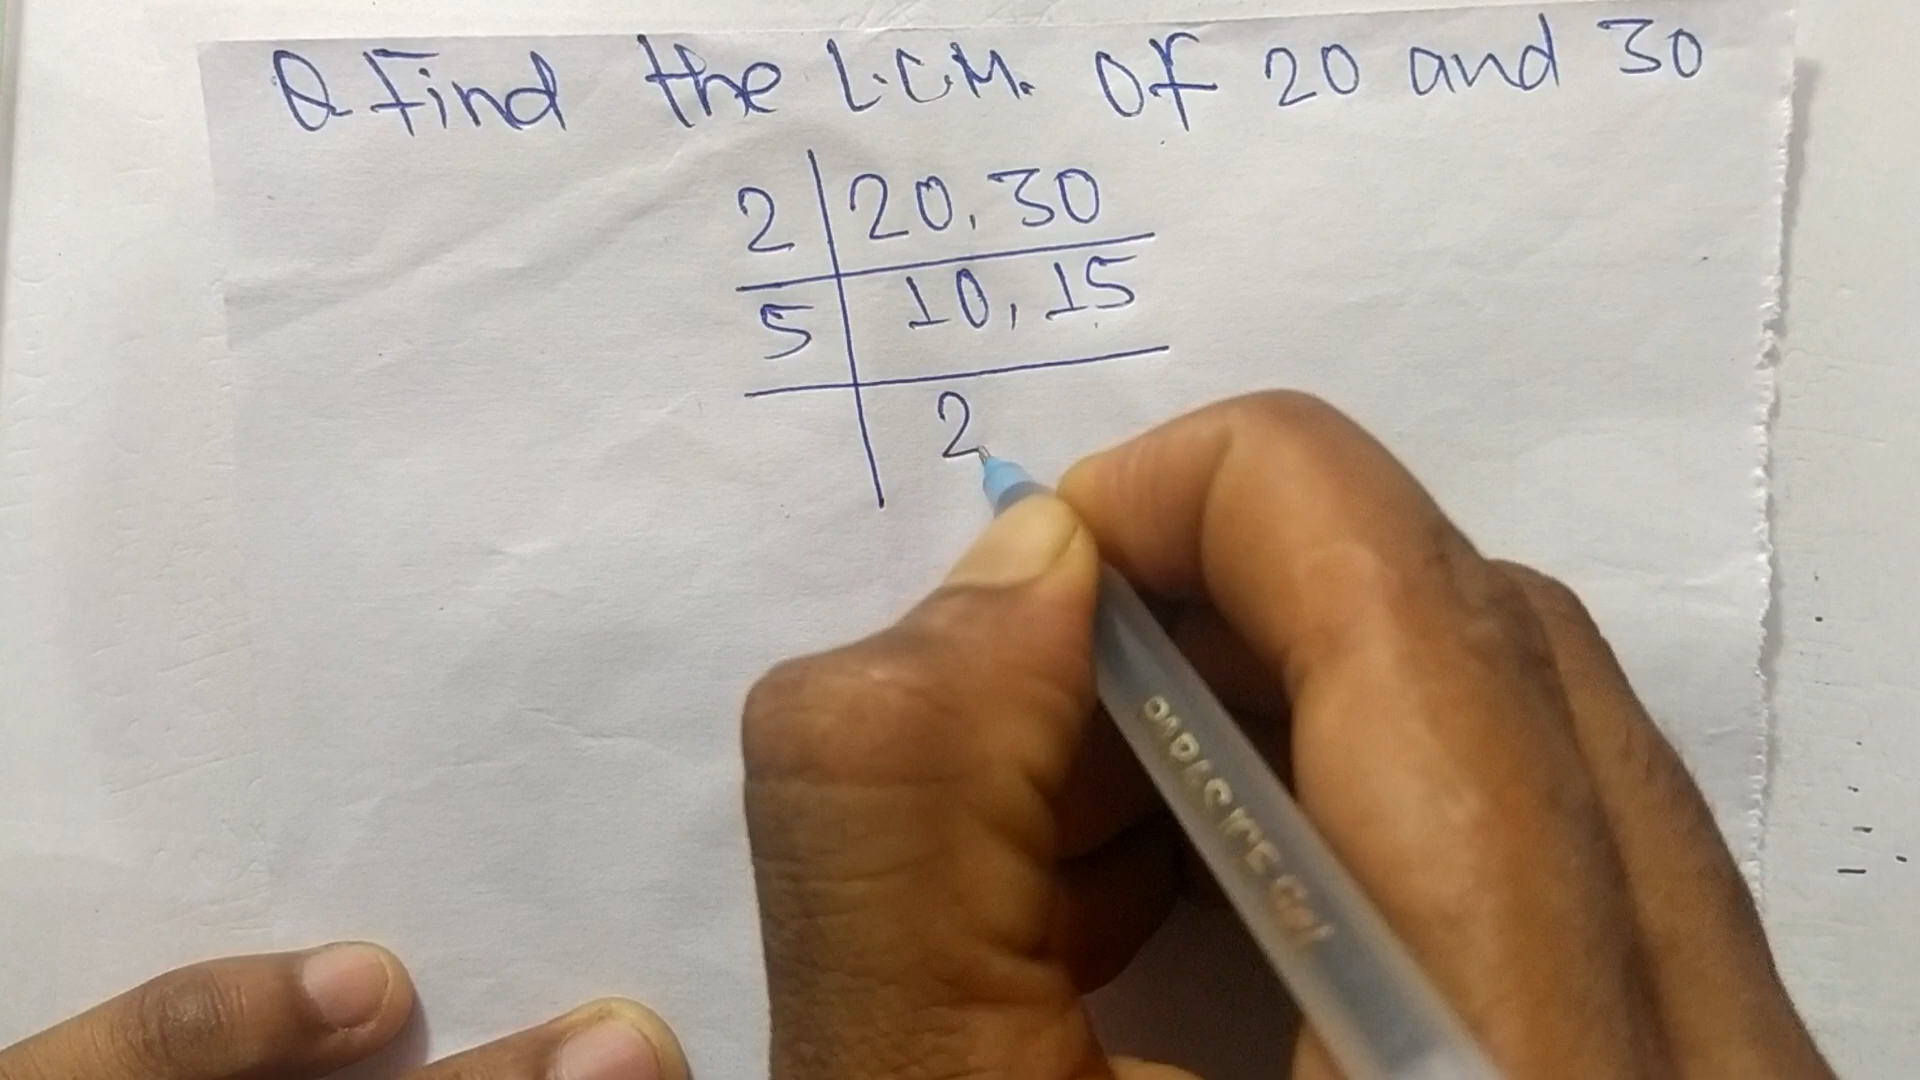 Q Find the L.C.M. Of 20 and 30
2 | 20, 30
5 | 10, 15
2